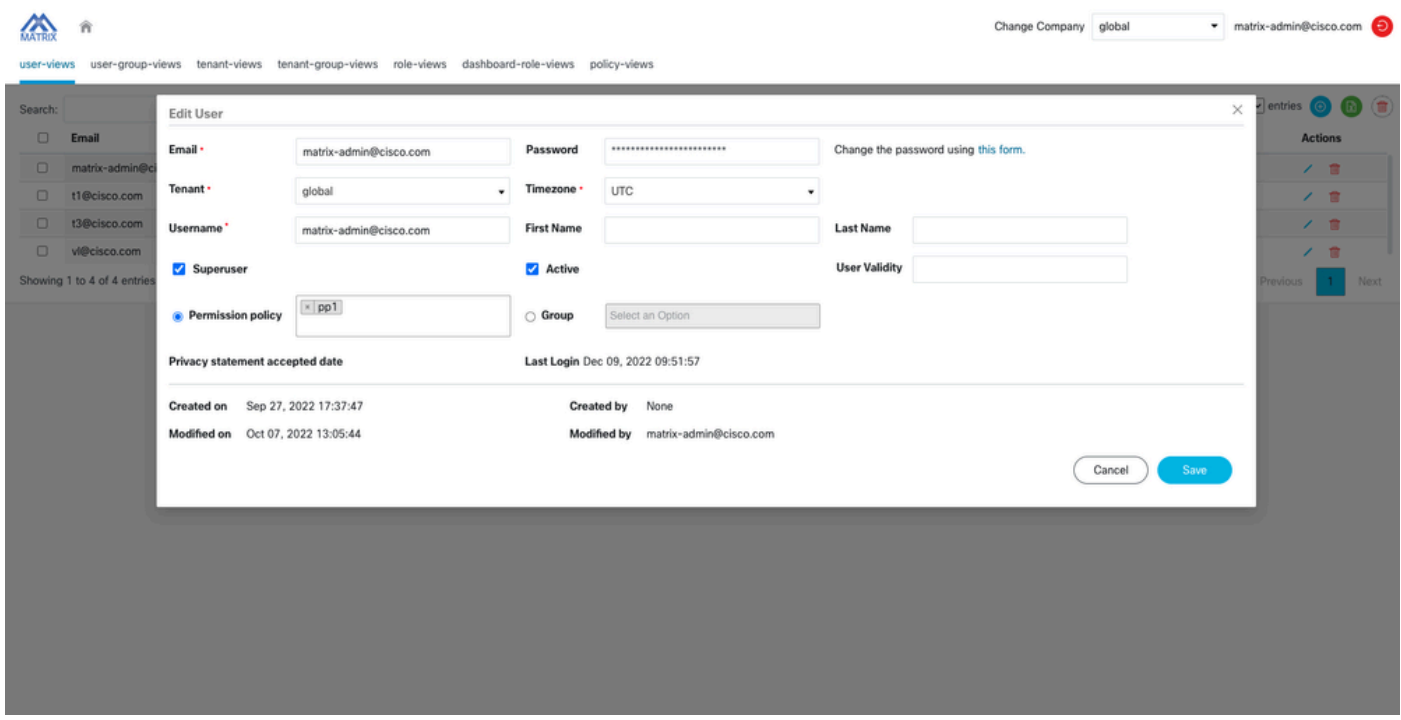 MATRIX
Change Company global matrix-admin@cisco.com
user-views user-group-views tenant-views tenant-group-views role-views dashboard-role-views policy-views
Search: entries
Edit User ×
Email Actions
Email * matrix-admin@cisco.com Password ************************ Change the password using this form.
matrix-admin@ci
Tenant * global Timezone * UTC
t1@cisco.com
t3@cisco.com
Username * matrix-admin@cisco.com First Name Last Name
vl@cisco.com
Superuser Active User Validity
Showing 1 to 4 of 4 entries Previous 1 Next
Permission policy × pp1 Group Select an Option
Privacy statement accepted date Last Login Dec 09, 2022 09:51:57
Created on Sep 27, 2022 17:37:47 Created by None
Modified on Oct 07, 2022 13:05:44 Modified by matrix-admin@cisco.com
Cancel Save